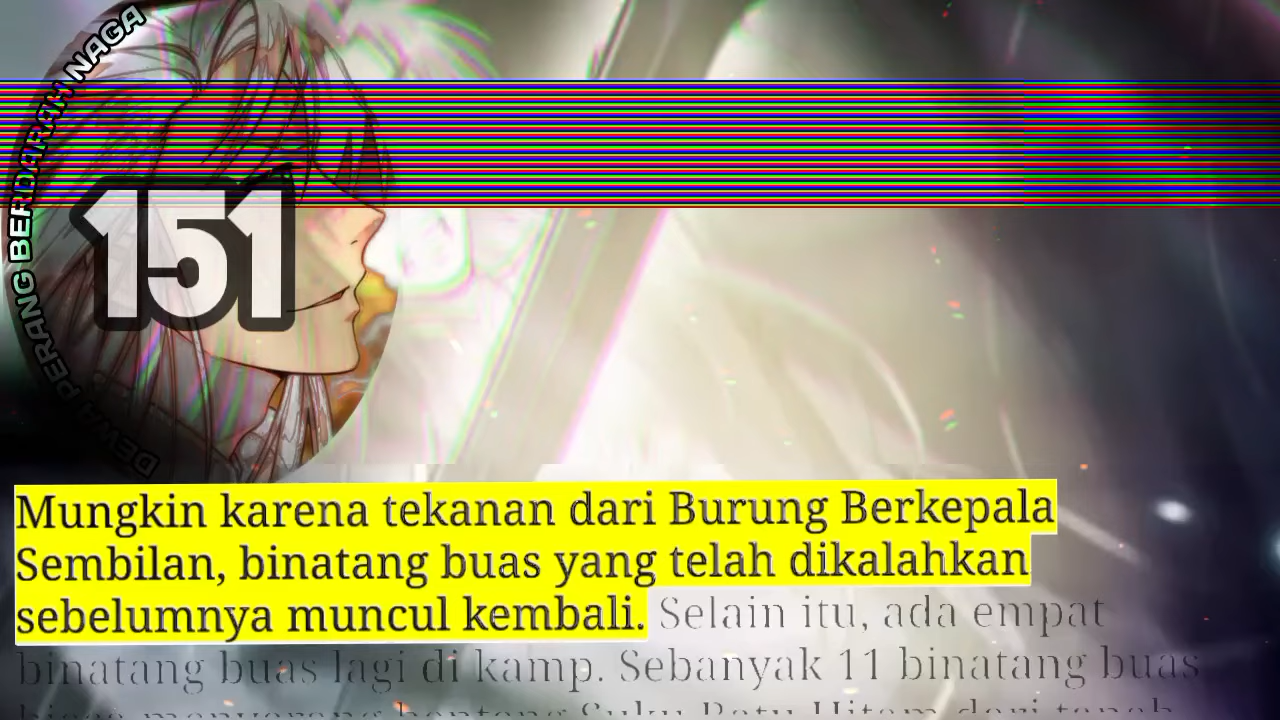 DEWA PERANG BERDARAH NAGA
151
Mungkin karena tekanan dari Burung Berkepala
Sembilan, binatang buas yang telah dikalahkan
sebelumnya muncul kembali. Selain itu, ada empat
binatang buas lagi di kamp. Sebanyak 11 binatang buas